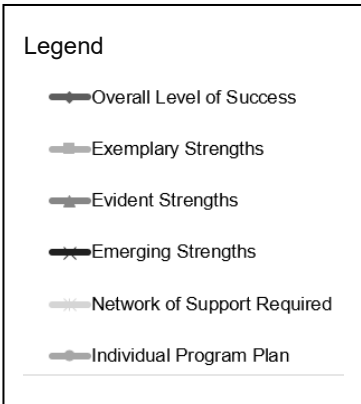 Legend
Overall Level of Success
Exemplary Strengths
Evident Strengths
Emerging Strengths
Network of Support Required
Individual Program Plan